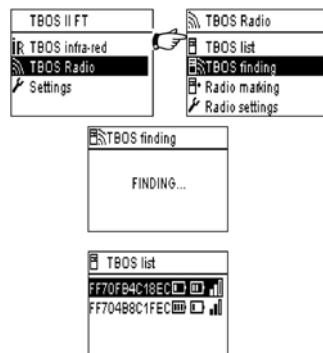 TBOS II FT
iR TBOS infra-red
TBOS Radio
Settings
TBOS Radio
TBOS list
TBOS finding
Radio marking
Radio settings
TBOS finding
FINDING...
TBOS list
FF70FB4C18EC
FF704B8C1FEC